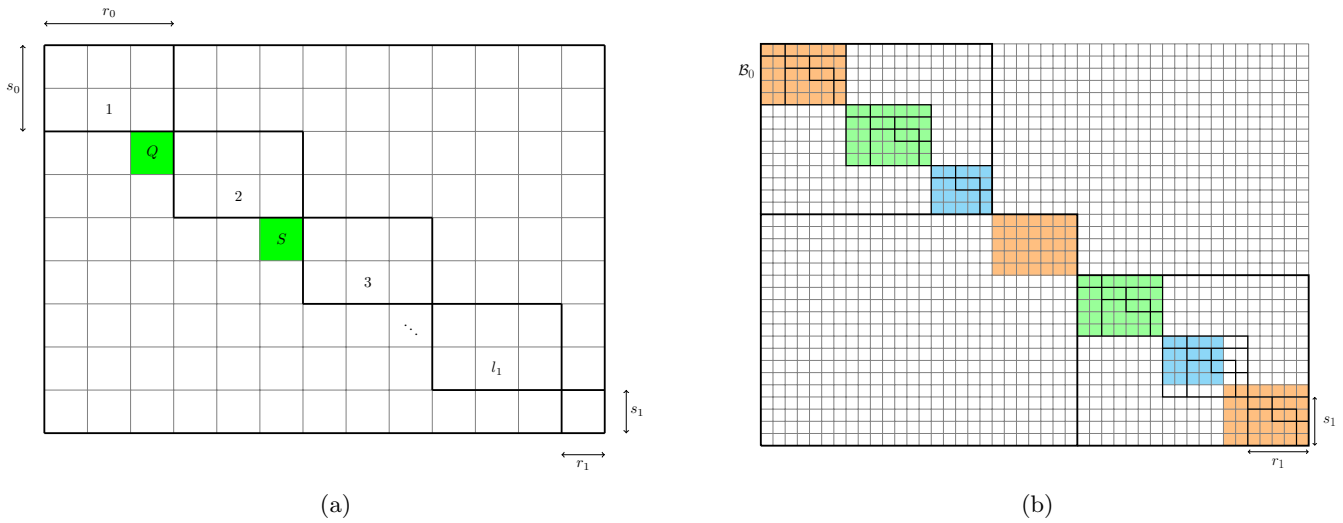 r₀
s₀
1
Q
2
S
3
⋱
l₁
s₁
r₁
(a)
ℬ₀
s₁
r₁
(b)